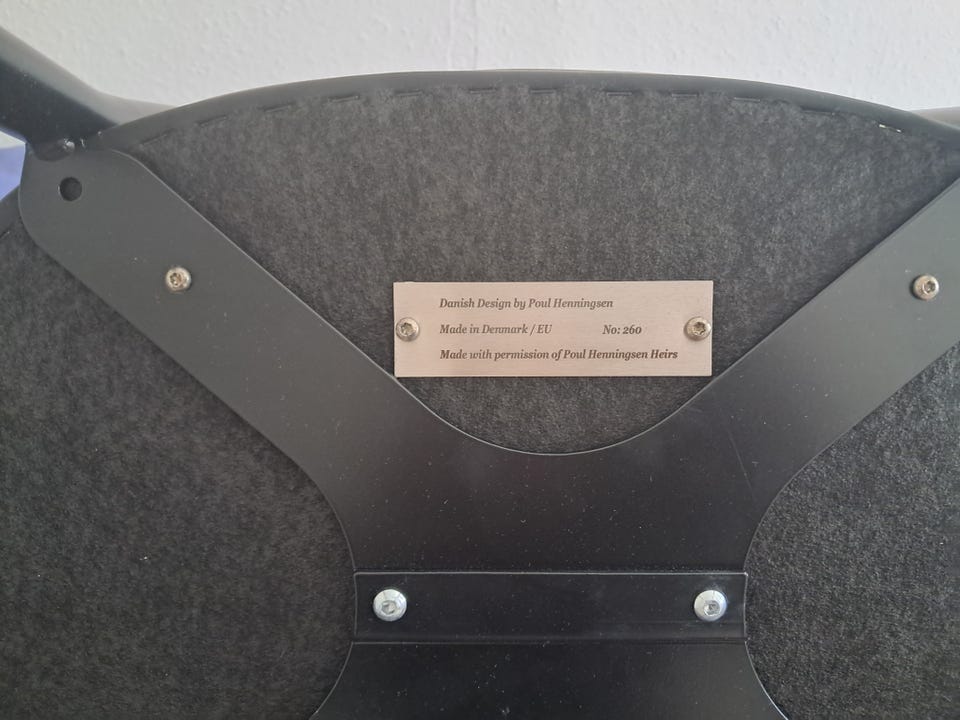 Danish Design by Poul Henningsen
Made in Denmark / EU No: 260
Made with permission of Poul Henningsen Heirs